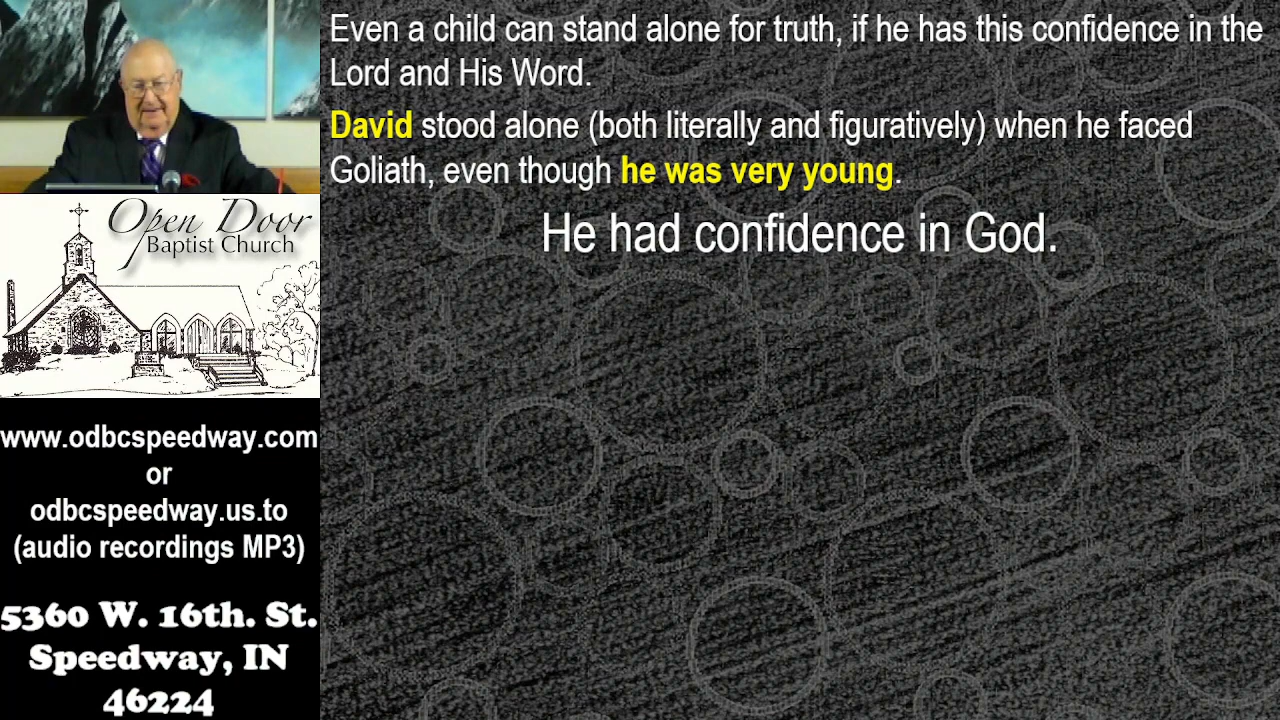 Even a child can stand alone for truth, if he has this confidence in the
Lord and His Word.
David stood alone (both literally and figuratively) when he faced
Goliath, even though he was very young.
He had confidence in God.
Open Door
Baptist Church
www.odbcspeedway.com
or
odbcspeedway.us.to
(audio recordings MP3)
5360 W. 16th. St.
Speedway, IN
46224